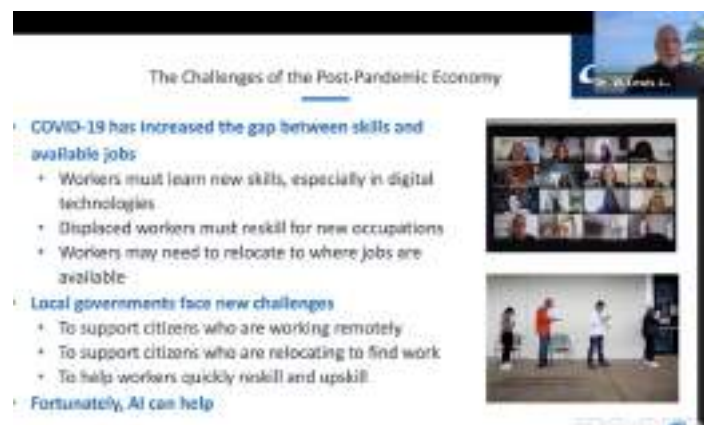 The Challenges of the Post-Pandemic Economy
COVID-19 has increased the gap between skills and
available jobs
Workers must learn new skills, especially in digital
technologies
Displaced workers must reskill for new occupations
Workers may need to relocate to where jobs are
available
Local governments face new challenges
To support citizens who are working remotely
To support citizens who are relocating to find work
To help workers quickly reskill and upskill
Fortunately, AI can help